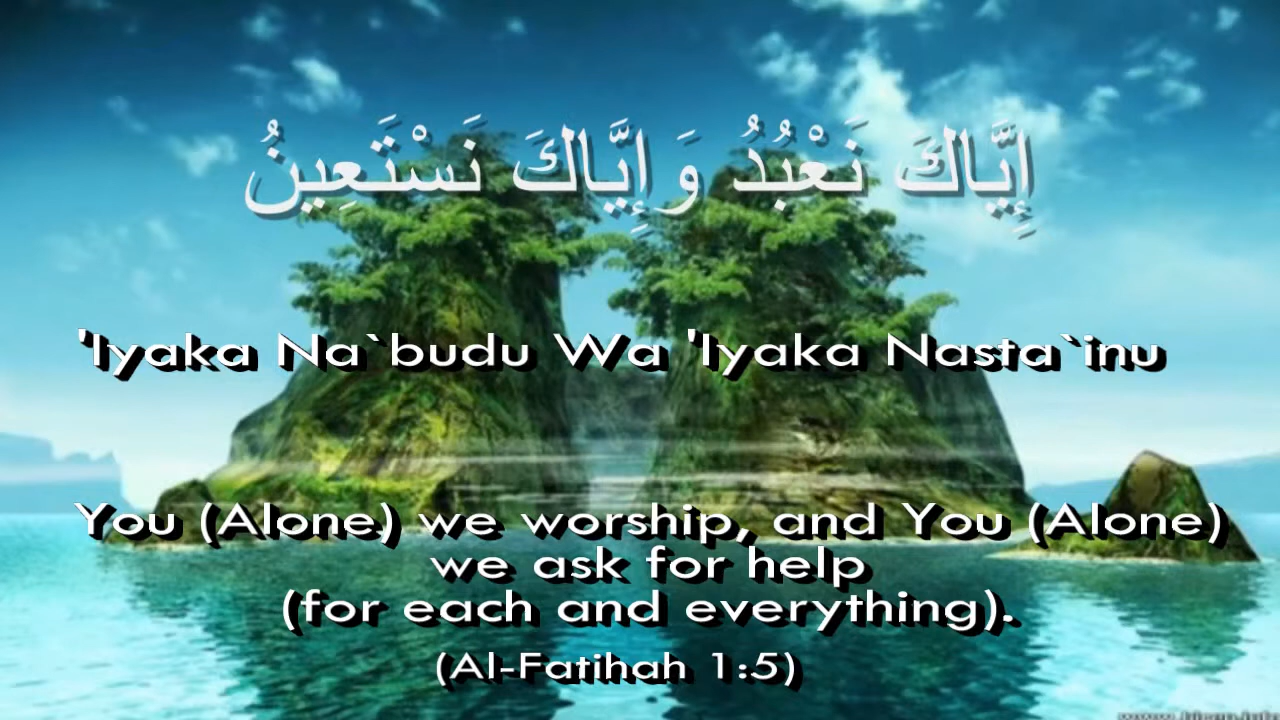 إِيَّاكَ نَعْبُدُ وَإِيَّاكَ نَسْتَعِينُ
'Iyaka Na`budu Wa 'Iyaka Nasta`inu
You (Alone) we worship, and You (Alone)
we ask for help
(for each and everything).
(Al-Fatihah 1:5)